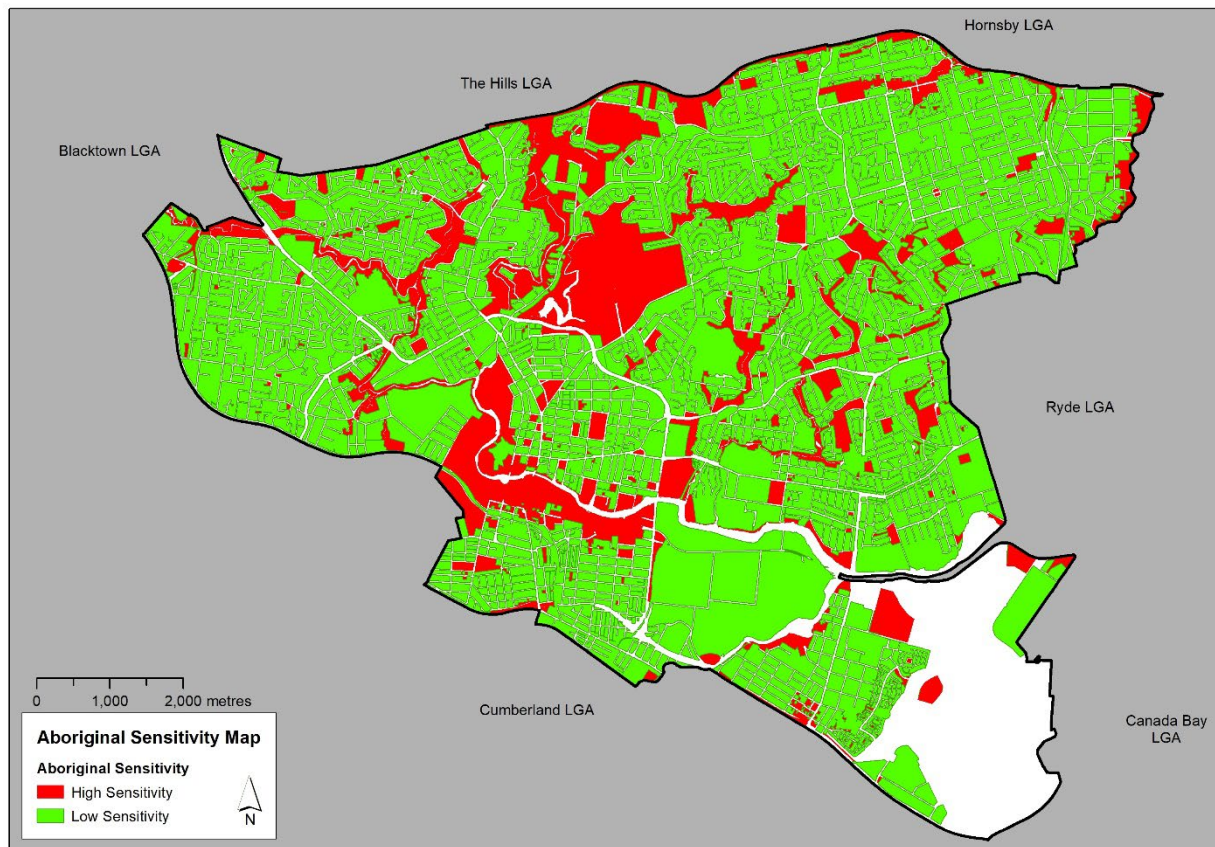 Hornsby LGA
The Hills LGA
Blacktown LGA
Ryde LGA
Cumberland LGA
Canada Bay
LGA
0 1,000 2,000 metres
Aboriginal Sensitivity Map
Aboriginal Sensitivity
High Sensitivity
Low Sensitivity
N